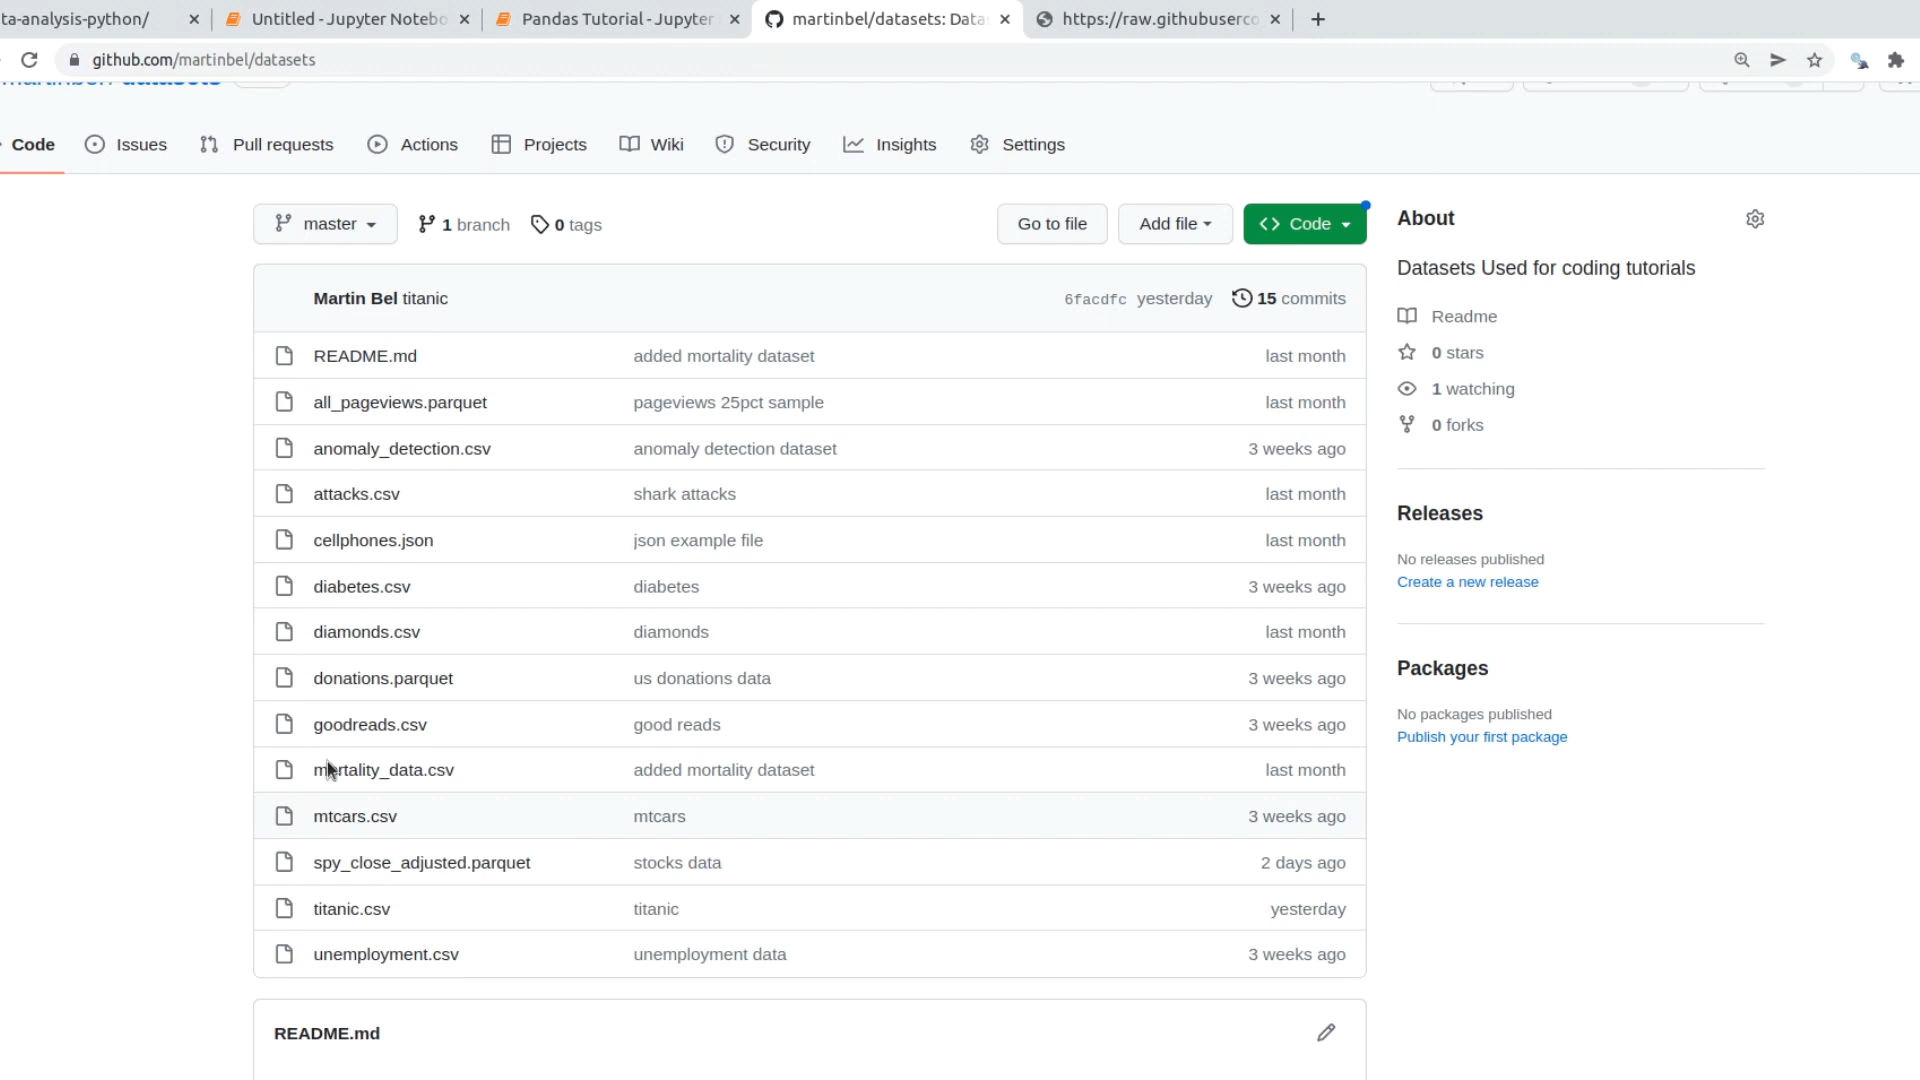 ta-analysis-python/
Untitled - Jupyter Notebo
Pandas Tutorial - Jupyter
martinbel/datasets: Data
https://raw.githubuserco
github.com/martinbel/datasets
Code Issues Pull requests Actions Projects Wiki Security Insights Settings
master 1 branch 0 tags Go to file Add file Code
Martin Bel titanic 6facdfc yesterday 15 commits
README.md added mortality dataset last month
all_pageviews.parquet pageviews 25pct sample last month
anomaly_detection.csv anomaly detection dataset 3 weeks ago
attacks.csv shark attacks last month
cellphones.json json example file last month
diabetes.csv diabetes 3 weeks ago
diamonds.csv diamonds last month
donations.parquet us donations data 3 weeks ago
goodreads.csv good reads 3 weeks ago
mortality_data.csv added mortality dataset last month
mtcars.csv mtcars 3 weeks ago
spy_close_adjusted.parquet stocks data 2 days ago
titanic.csv titanic yesterday
unemployment.csv unemployment data 3 weeks ago
README.md
About
Datasets Used for coding tutorials
Readme
0 stars
1 watching
0 forks
Releases
No releases published
Create a new release
Packages
No packages published
Publish your first package